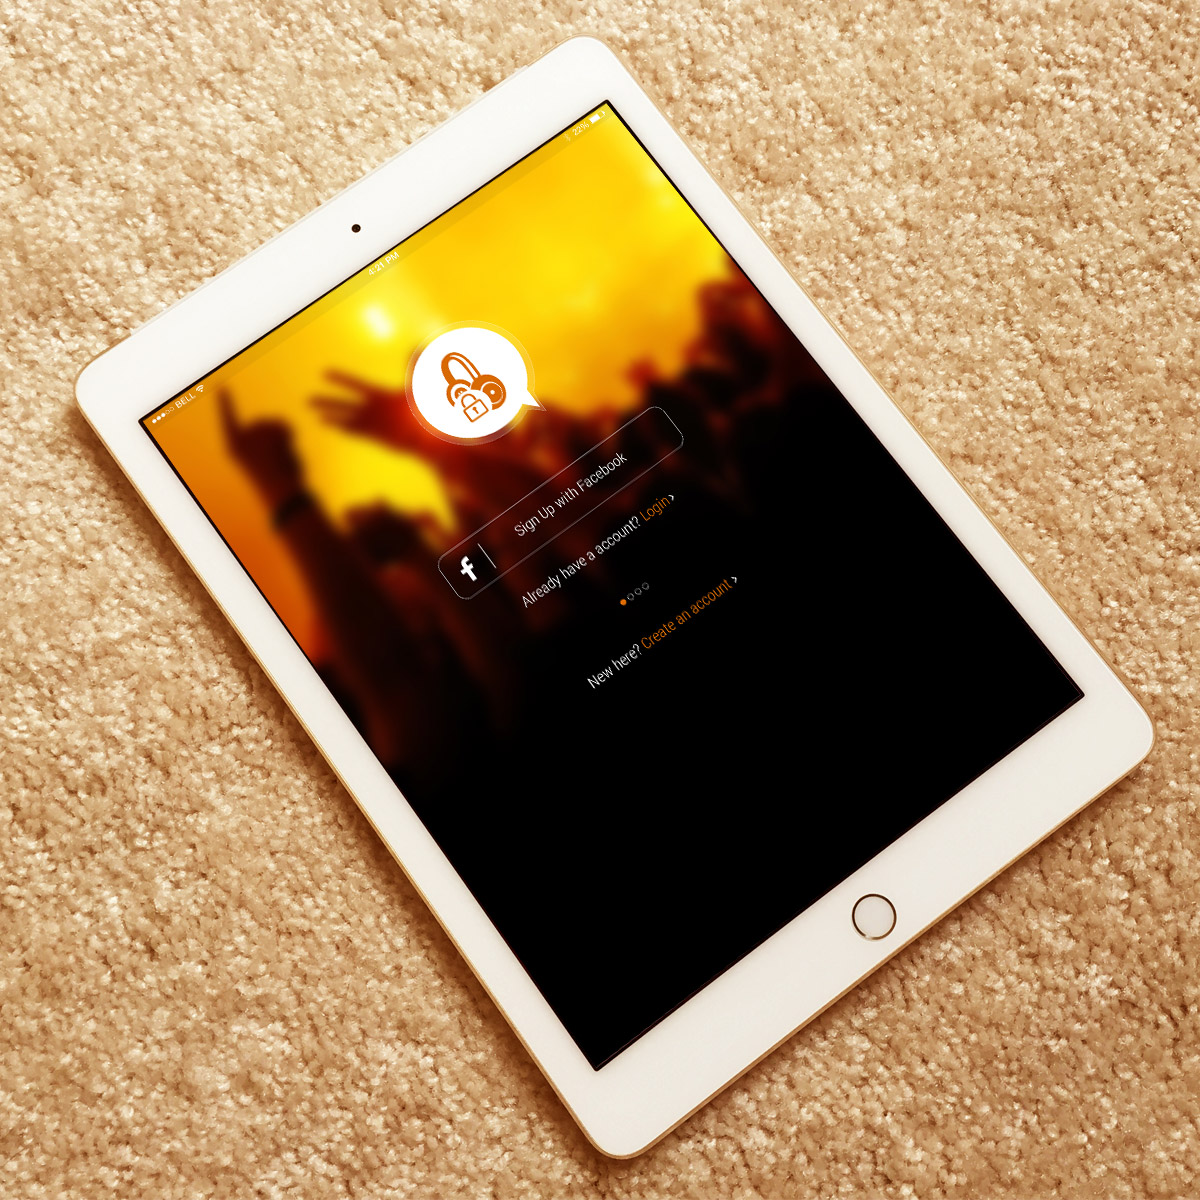 BELL
4:21 PM
22%
Sign Up with Facebook
Already have a account? Login ›
New here? Create an account ›